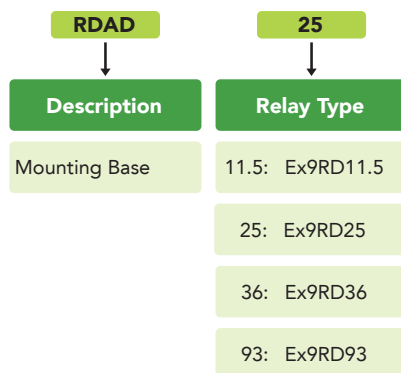 RDAD 25
Description Relay Type
Mounting Base 11.5: Ex9RD11.5
25: Ex9RD25
36: Ex9RD36
93: Ex9RD93